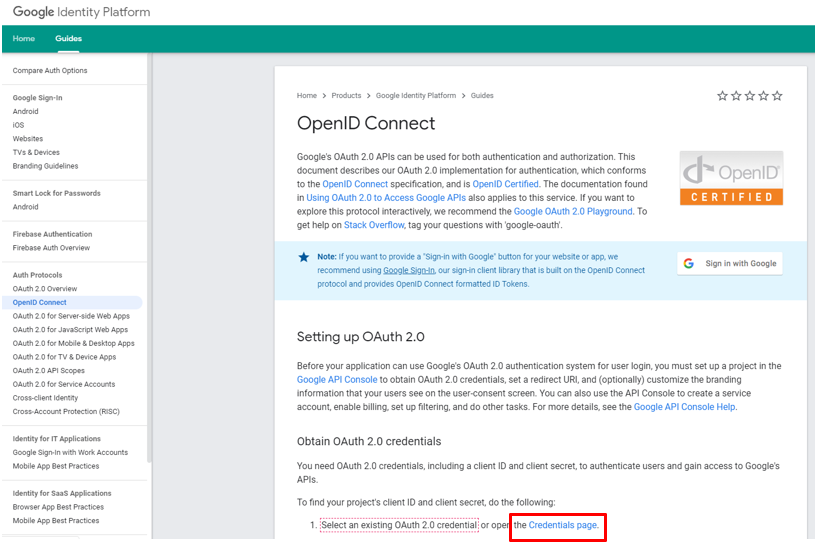 Google Identity Platform
Home Guides
Compare Auth Options
Google Sign-In
Android
iOS
Websites
TVs & Devices
Branding Guidelines
Smart Lock for Passwords
Android
Firebase Authentication
Firebase Auth Overview
Auth Protocols
OAuth 2.0 Overview
OpenID Connect
OAuth 2.0 for Server-side Web Apps
OAuth 2.0 for JavaScript Web Apps
OAuth 2.0 for Mobile & Desktop Apps
OAuth 2.0 for TV & Device Apps
OAuth 2.0 API Scopes
OAuth 2.0 for Service Accounts
Cross-client Identity
Cross-Account Protection (RISC)
Identity for IT Applications
Google Sign-In with Work Accounts
Mobile App Best Practices
Identity for SaaS Applications
Browser App Best Practices
Mobile App Best Practices
Home > Products > Google Identity Platform > Guides
OpenID Connect
Google's OAuth 2.0 APIs can be used for both authentication and authorization. This
document describes our OAuth 2.0 implementation for authentication, which conforms
to the OpenID Connect specification, and is OpenID Certified. The documentation found
in Using OAuth 2.0 to Access Google APIs also applies to this service. If you want to
explore this protocol interactively, we recommend the Google OAuth 2.0 Playground. To
get help on Stack Overflow, tag your questions with 'google-oauth'.
OpenID
CERTIFIED
Note: If you want to provide a "Sign-in with Google" button for your website or app, we
recommend using Google Sign-In, our sign-in client library that is built on the OpenID Connect
protocol and provides OpenID Connect formatted ID Tokens.
Sign in with Google
Setting up OAuth 2.0
Before your application can use Google's OAuth 2.0 authentication system for user login, you must set up a project in the
Google API Console to obtain OAuth 2.0 credentials, set a redirect URI, and (optionally) customize the branding
information that your users see on the user-consent screen. You can also use the API Console to create a service
account, enable billing, set up filtering, and do other tasks. For more details, see the Google API Console Help.
Obtain OAuth 2.0 credentials
You need OAuth 2.0 credentials, including a client ID and client secret, to authenticate users and gain access to Google's
APIs.
To find your project's client ID and client secret, do the following:
1. Select an existing OAuth 2.0 credential or open the Credentials page.